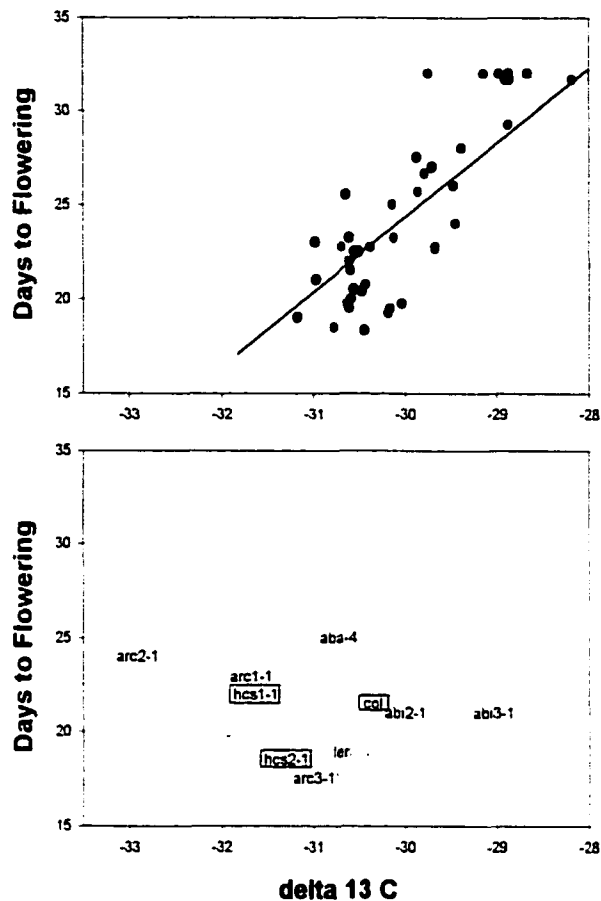 Days to Flowering
35
30
25
20
15
-33 -32 -31 -30 -29 -28
Days to Flowering
35
30
25
20
15
aba-4
arc2-1
arc1-1
hcs1-1
col
abi2-1
abi3-1
ler
hcs2-1
arc3-1
-33 -32 -31 -30 -29 -28
delta 13 C